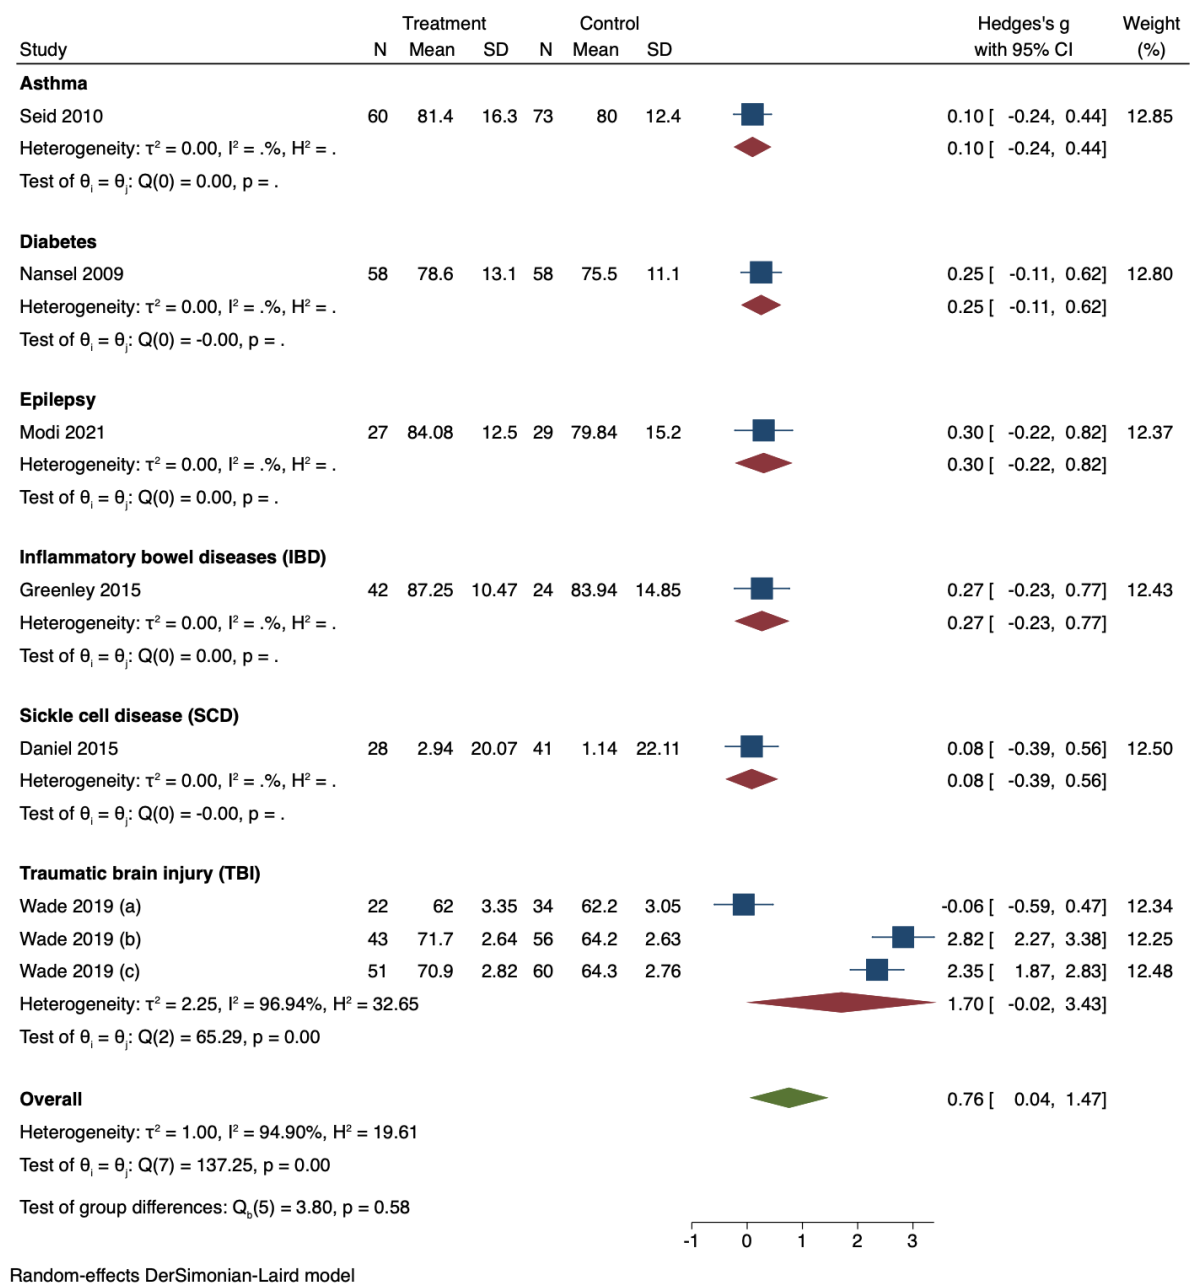 Treatment Control Hedges's g Weight
Study N Mean SD N Mean SD with 95% CI (%)
Asthma
Seid 2010 60 81.4 16.3 73 80 12.4 0.10 [ -0.24, 0.44] 12.85
Heterogeneity: τ² = 0.00, I² = .%, H² = . 0.10 [ -0.24, 0.44]
Test of θᵢ = θⱼ: Q(0) = 0.00, p = .
Diabetes
Nansel 2009 58 78.6 13.1 58 75.5 11.1 0.25 [ -0.11, 0.62] 12.80
Heterogeneity: τ² = 0.00, I² = .%, H² = . 0.25 [ -0.11, 0.62]
Test of θᵢ = θⱼ: Q(0) = -0.00, p = .
Epilepsy
Modi 2021 27 84.08 12.5 29 79.84 15.2 0.30 [ -0.22, 0.82] 12.37
Heterogeneity: τ² = 0.00, I² = .%, H² = . 0.30 [ -0.22, 0.82]
Test of θᵢ = θⱼ: Q(0) = 0.00, p = .
Inflammatory bowel diseases (IBD)
Greenley 2015 42 87.25 10.47 24 83.94 14.85 0.27 [ -0.23, 0.77] 12.43
Heterogeneity: τ² = 0.00, I² = .%, H² = . 0.27 [ -0.23, 0.77]
Test of θᵢ = θⱼ: Q(0) = 0.00, p = .
Sickle cell disease (SCD)
Daniel 2015 28 2.94 20.07 41 1.14 22.11 0.08 [ -0.39, 0.56] 12.50
Heterogeneity: τ² = 0.00, I² = .%, H² = . 0.08 [ -0.39, 0.56]
Test of θᵢ = θⱼ: Q(0) = -0.00, p = .
Traumatic brain injury (TBI)
Wade 2019 (a) 22 62 3.35 34 62.2 3.05 -0.06 [ -0.59, 0.47] 12.34
Wade 2019 (b) 43 71.7 2.64 56 64.2 2.63 2.82 [ 2.27, 3.38] 12.25
Wade 2019 (c) 51 70.9 2.82 60 64.3 2.76 2.35 [ 1.87, 2.83] 12.48
Heterogeneity: τ² = 2.25, I² = 96.94%, H² = 32.65 1.70 [ -0.02, 3.43]
Test of θᵢ = θⱼ: Q(2) = 65.29, p = 0.00
Overall 0.76 [ 0.04, 1.47]
Heterogeneity: τ² = 1.00, I² = 94.90%, H² = 19.61
Test of θᵢ = θⱼ: Q(7) = 137.25, p = 0.00
Test of group differences: Q_b(5) = 3.80, p = 0.58
-1 0 1 2 3
Random-effects DerSimonian-Laird model